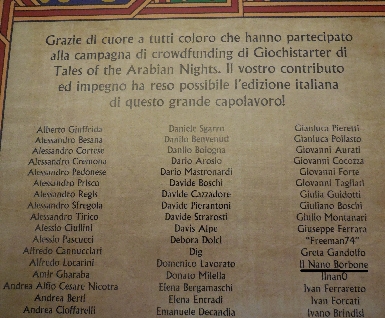 Grazie di cuore a tutti coloro che hanno partecipato
alla campagna di crowdfunding di Giochistarter di
Tales of the Arabian Nights. Il vostro contributo
ed impegno ha reso possibile l'edizione italiana
di questo grande capolavoro!
Alberto Giuffrida
Alessandro Besana
Alessandro Cortese
Alessandro Cremona
Alessandro Pedonese
Alessandro Prisco
Alessandro Regis
Alessandro Sfregola
Alessandro Tirico
Alessio Ciullini
Alessio Pascucci
Alfredo Cannucciari
Alfredo Locarini
Amir Gharaba
Andrea Alfio Cesare Nicotra
Andrea Berti
Andrea Cioffarelli
Daniele Sgarro
Danilo Benvenuti
Danilo Bologna
Dario Arosio
Dario Mastronardi
Davide Boschi
Davide Cazzadore
Davide Pierantoni
Davide Strarosti
Davis Alpe
Debora Dolci
Dig
Domenico Lavorato
Donato Milella
Elena Bergamaschi
Elena Entradi
Emanuele Decandia
Gianluca Pieretti
Gianluca Pollasto
Giovanni Aurati
Giovanni Cocozza
Giovanni Forte
Giovanni Tagliari
Giulia Guidotti
Giuliano Boschi
Giulio Montanari
Giuseppe Ferrara
"Freeman74"
Greta Gandolfo
Il Nano Borbone
Ilnan0
Ivan Ferraretto
Ivan Forcati
Ivano Brindisi